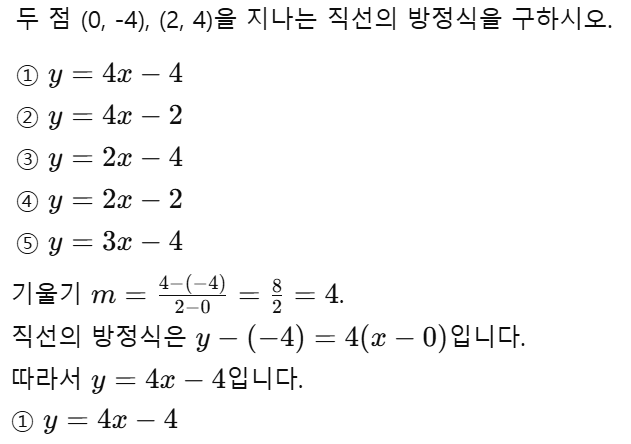 두 점 (0, -4), (2, 4)을 지나는 직선의 방정식을 구하시오.
① y = 4x − 4
② y = 4x − 2
③ y = 2x − 4
④ y = 2x − 2
⑤ y = 3x − 4
기울기 m = \frac{4-(-4)}{2-0} = \frac{8}{2} = 4.
직선의 방정식은 y − (−4) = 4(x − 0)입니다.
따라서 y = 4x − 4입니다.
① y = 4x − 4